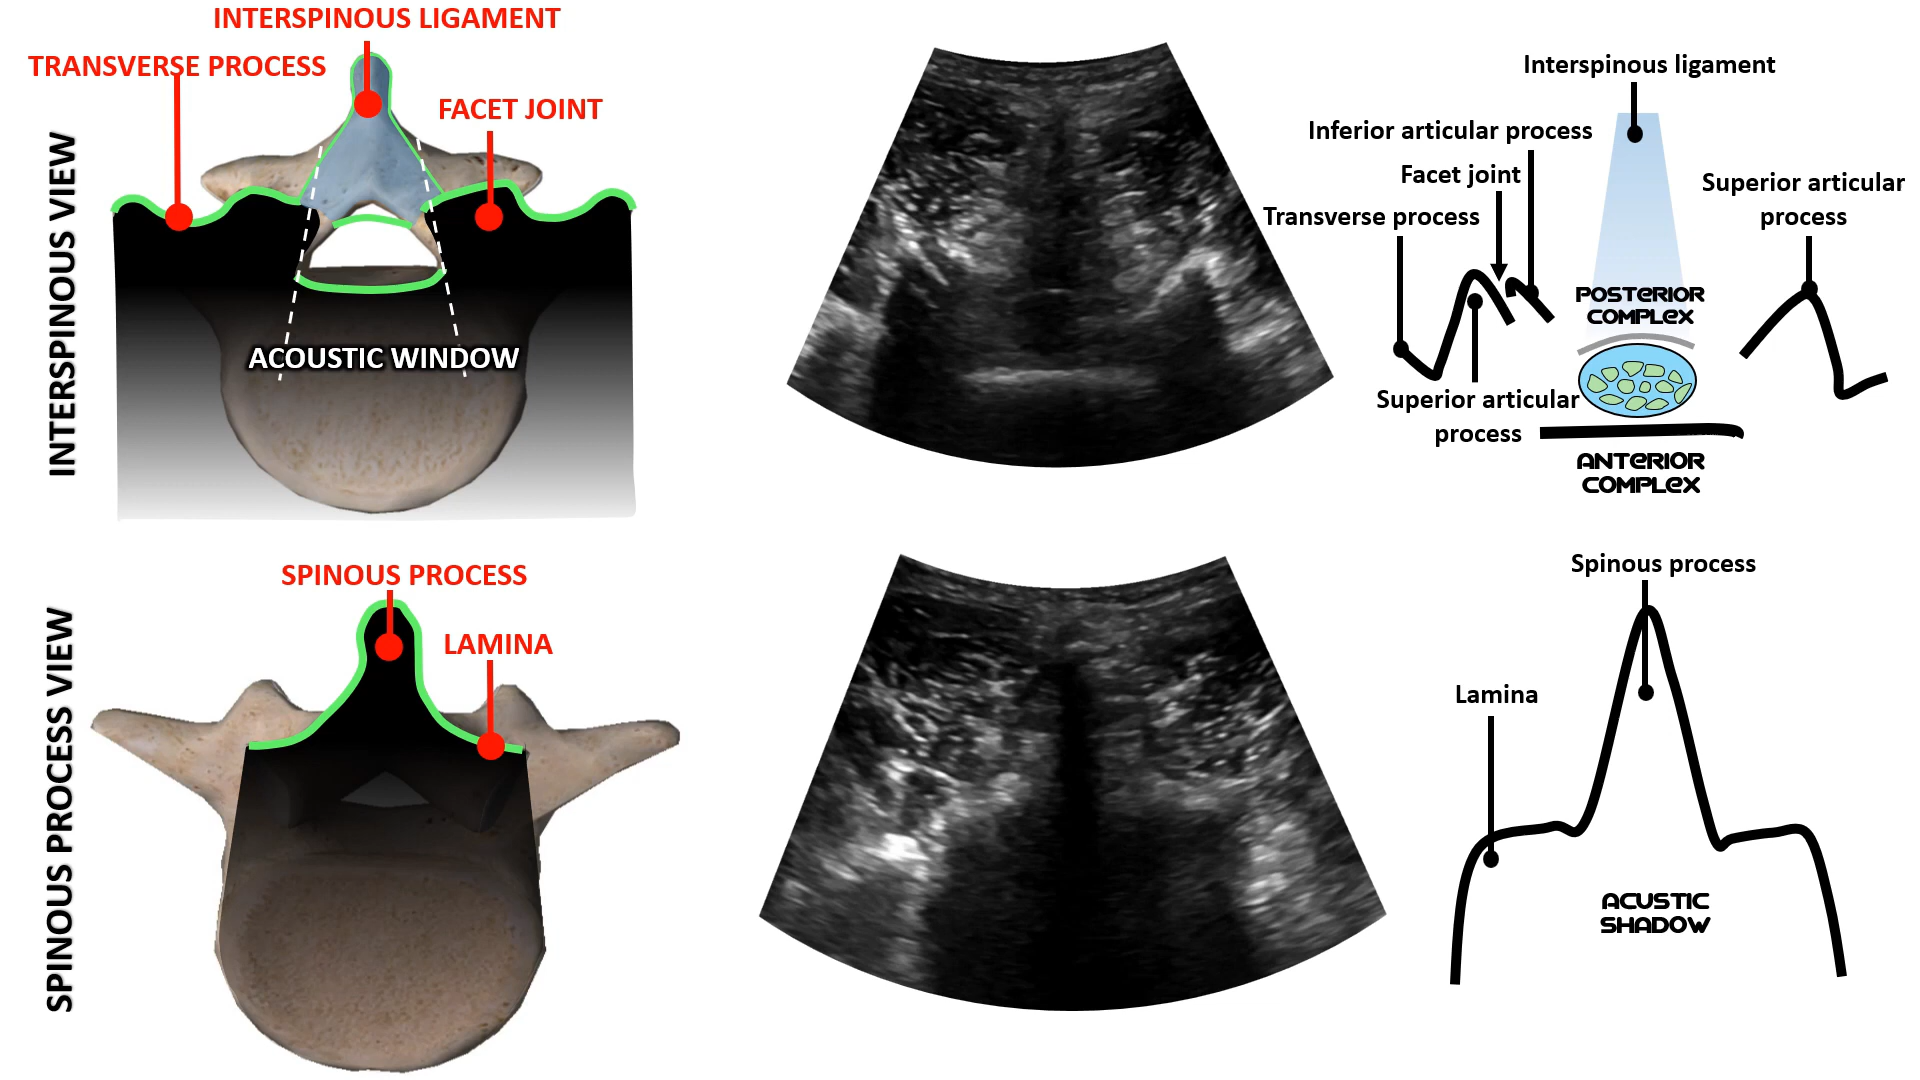 INTERSPINOUS VIEW
INTERSPINOUS LIGAMENT
TRANSVERSE PROCESS
FACET JOINT
ACOUSTIC WINDOW
Interspinous ligament
Inferior articular process
Facet joint
Transverse process
Superior articular
process
POSTERIOR
COMPLEX
Superior articular
process
ANTERIOR
COMPLEX
SPINOUS PROCESS VIEW
SPINOUS PROCESS
LAMINA
Spinous process
Lamina
ACUSTIC
SHADOW